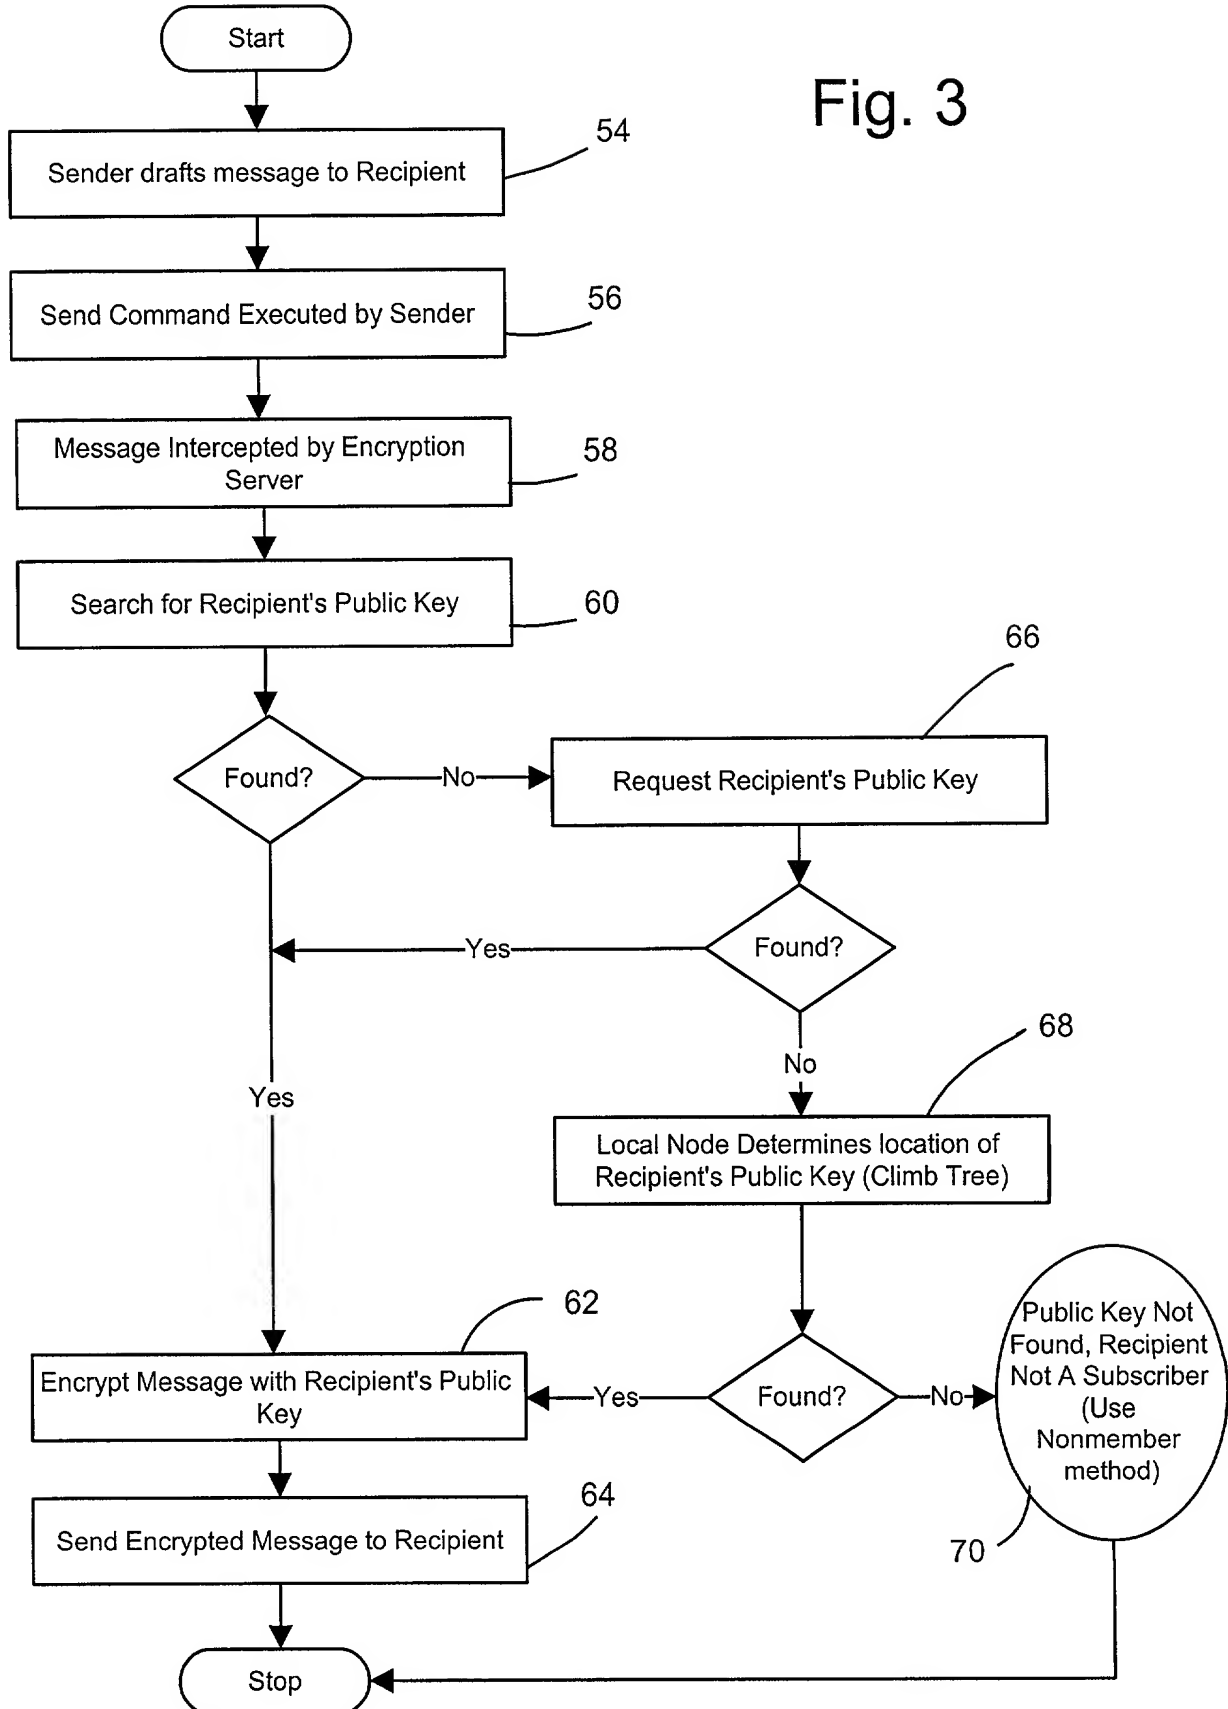 Start
Fig. 3
54
Sender drafts message to Recipient
56
Send Command Executed by Sender
Message Intercepted by Encryption
Server
58
Search for Recipient's Public Key
60
66
Found?
No
Request Recipient's Public Key
Yes
Found?
No
68
Yes
Local Node Determines location of
Recipient's Public Key (Climb Tree)
62
Public Key Not
Found, Recipient
Not A Subscriber
(Use
Nonmember
method)
Encrypt Message with Recipient's Public
Key
Yes
Found?
No
64
Send Encrypted Message to Recipient
70
Stop